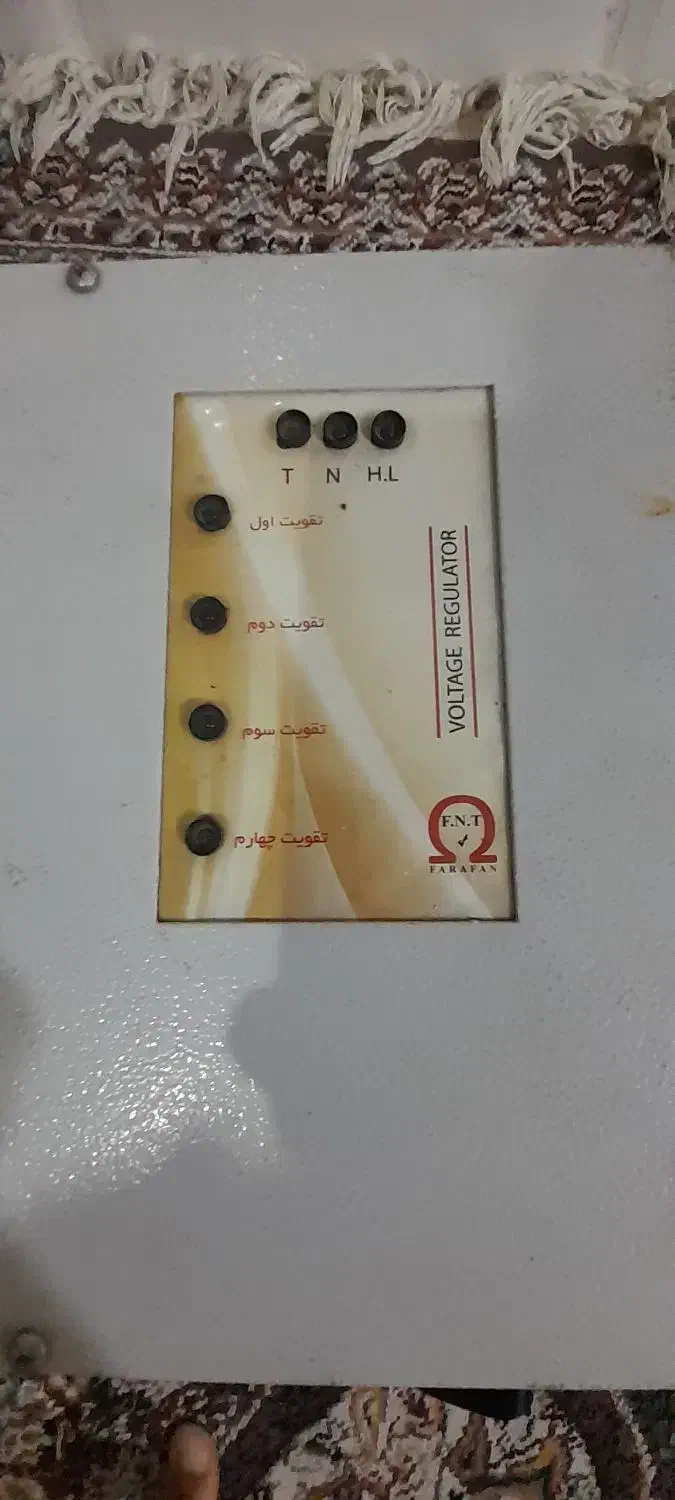 T N H.L
تقویت اول
تقویت دوم
تقویت سوم
تقویت چهارم
VOLTAGE REGULATOR
F.N.T
FARAFAN